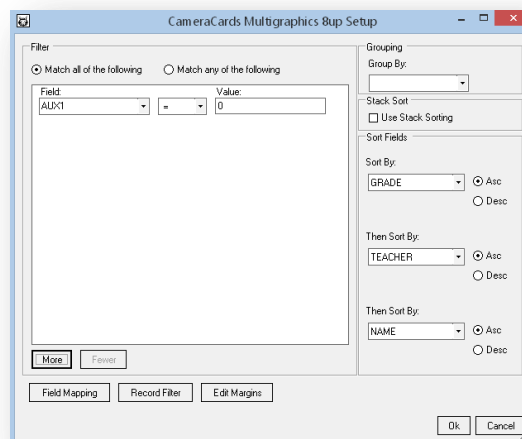 CameraCards Multigraphics 8up Setup
Filter
Match all of the following
Match any of the following
Field:
Value:
AUX1
=
0
More
Fewer
Field Mapping
Record Filter
Edit Margins
Grouping
Group By:
Stack Sort
Use Stack Sorting
Sort Fields
Sort By:
GRADE
Asc
Desc
Then Sort By:
TEACHER
Asc
Desc
Then Sort By:
NAME
Asc
Desc
Ok
Cancel